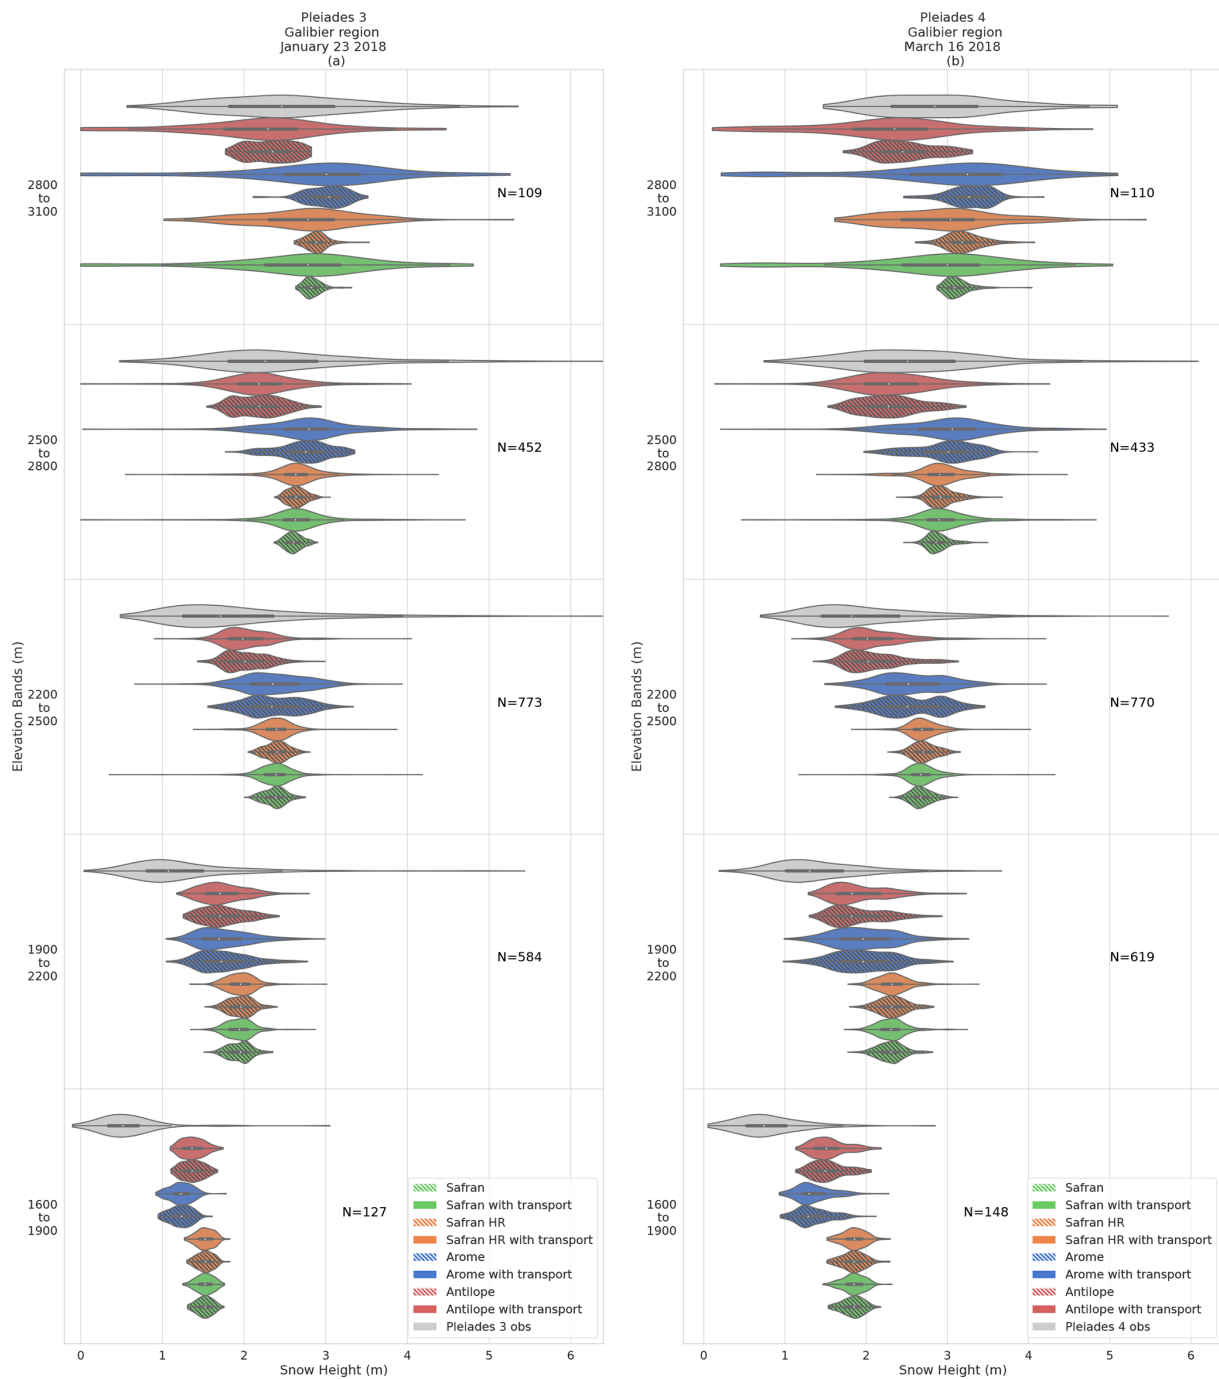 Pleiades 3
Galibier region
January 23 2018
(a)
Elevation Bands (m)
2800
to
3100
N=109
2500
to
2800
N=452
2200
to
2500
N=773
1900
to
2200
N=584
1600
to
1900
N=127
Safran
Safran with transport
Safran HR
Safran HR with transport
Arome
Arome with transport
Antilope
Antilope with transport
Pleiades 3 obs
0 1 2 3 4 5 6
Snow Height (m)
Pleiades 4
Galibier region
March 16 2018
(b)
Elevation Bands (m)
2800
to
3100
N=110
2500
to
2800
N=433
2200
to
2500
N=770
1900
to
2200
N=619
1600
to
1900
N=148
Safran
Safran with transport
Safran HR
Safran HR with transport
Arome
Arome with transport
Antilope
Antilope with transport
Pleiades 4 obs
0 1 2 3 4 5 6
Snow Height (m)